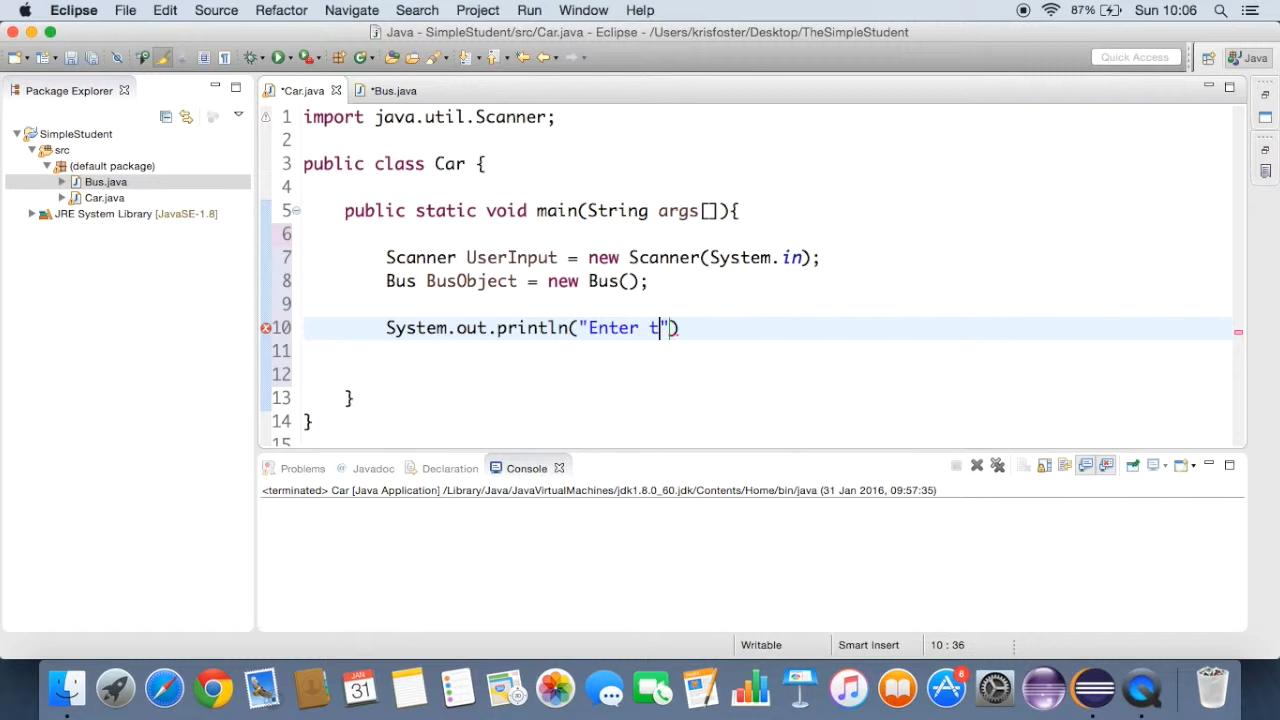 Eclipse File Edit Source Refactor Navigate Search Project Run Window Help 87% Sun 10:06
Java - SimpleStudent/src/Car.java - Eclipse - /Users/krisfoster/Desktop/TheSimpleStudent
Quick Access Java
Package Explorer
SimpleStudent
src
(default package)
Bus.java
Car.java
JRE System Library [JavaSE-1.8]
*Car.java *Bus.java
1 import java.util.Scanner;
2
3 public class Car {
4
5 public static void main(String args[]){
6
7 Scanner UserInput = new Scanner(System.in);
8 Bus BusObject = new Bus();
9
10 System.out.println("Enter t")
11
12
13 }
14 }
15
Problems @ Javadoc Declaration Console
<terminated> Car [Java Application] /Library/Java/JavaVirtualMachines/jdk1.8.0_60.jdk/Contents/Home/bin/java (31 Jan 2016, 09:57:35)
Writable Smart Insert 10 : 36
JAN
31
6